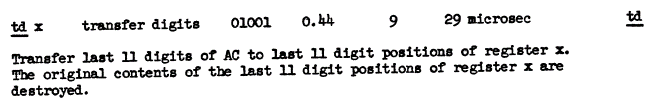 td x transfer digits 01001 0.44 9 29 microsec td
Transfer last 11 digits of AC to last 11 digit positions of register x.
The original contents of the last 11 digit positions of register x are
destroyed.